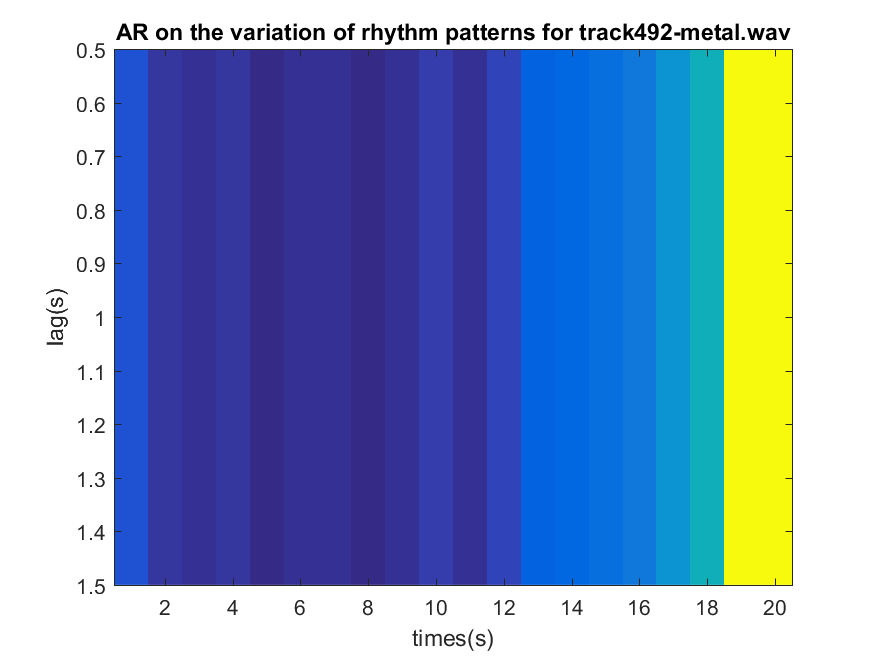 AR on the variation of rhythm patterns for track492-metal.wav
0.5
0.6
0.7
0.8
0.9
1
1.1
1.2
1.3
1.4
1.5
lag(s)
2 4 6 8 10 12 14 16 18 20
times(s)